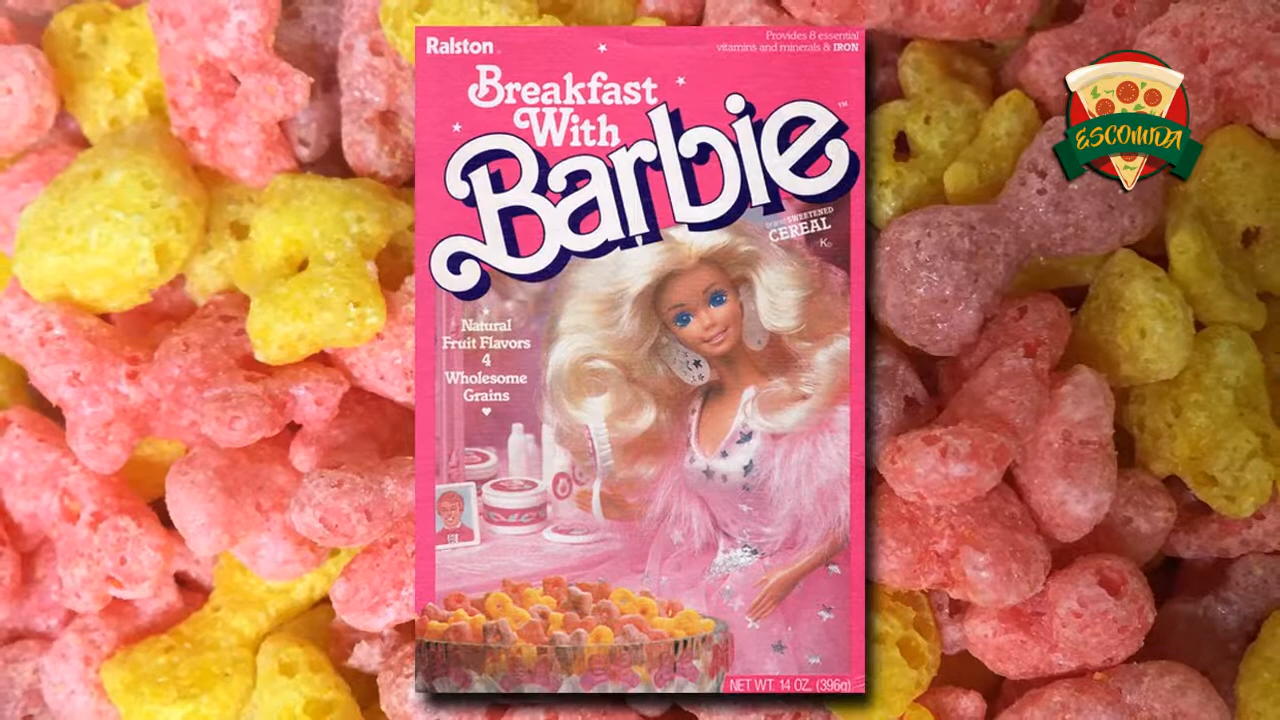 Ralston
Provides 8 essential
vitamins and minerals & IRON
Breakfast
With
Barbie™
SWEETENED
CEREAL
K
Natural
Fruit Flavors
4
Wholesome
Grains
NET WT. 14 OZ. (396g)
ESCOMIDA